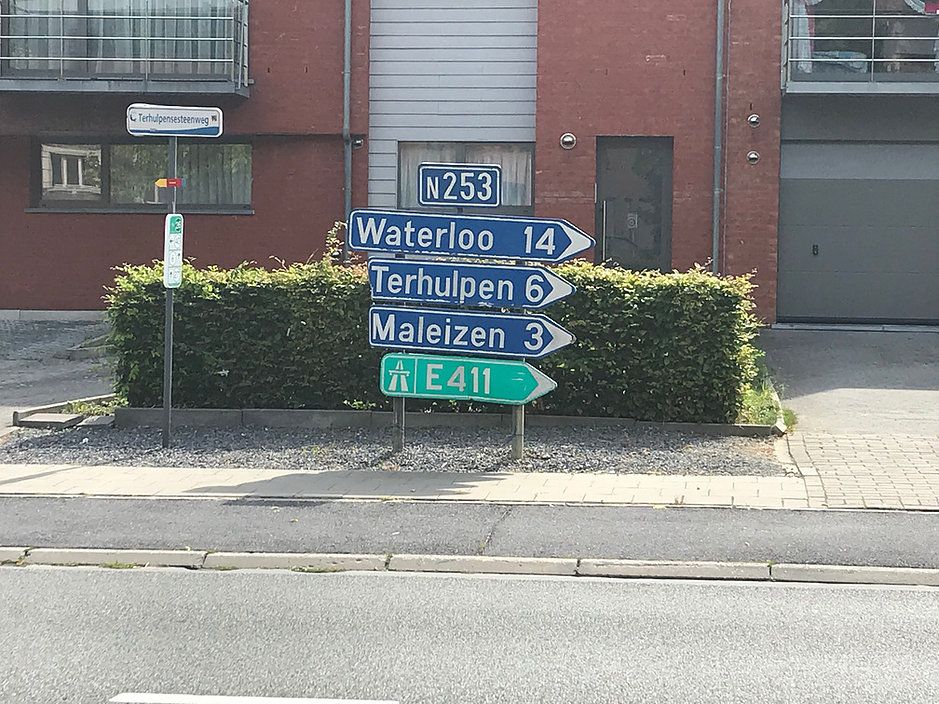 Terhulpensesteenweg
N253
Waterloo 14
Terhulpen 6
Maleizen 3
E411